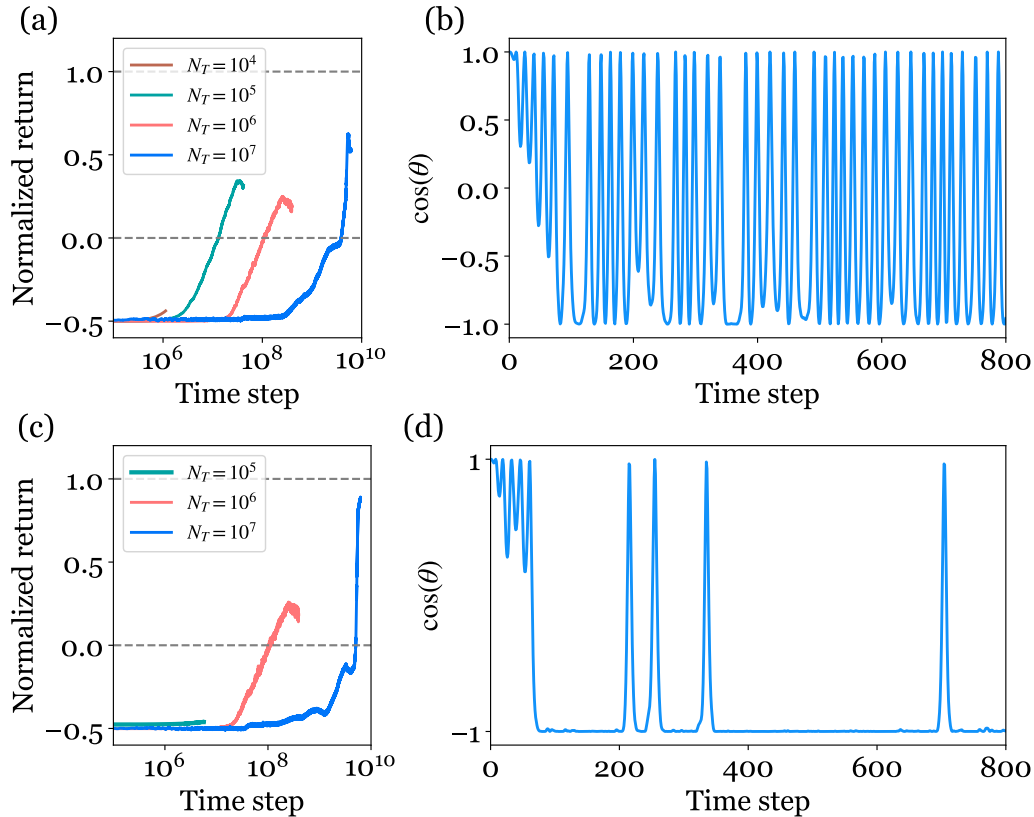 (a)
Normalized return
1.0
0.5
0.0
−0.5
N_T = 10^4
N_T = 10^5
N_T = 10^6
N_T = 10^7
10^6
10^8
10^10
Time step
(b)
cos(θ)
1.0
0.5
0.0
−0.5
−1.0
0
200
400
600
800
Time step
(c)
Normalized return
1.0
0.5
0.0
−0.5
N_T = 10^5
N_T = 10^6
N_T = 10^7
10^6
10^8
10^10
Time step
(d)
cos(θ)
1
−1
0
200
400
600
800
Time step